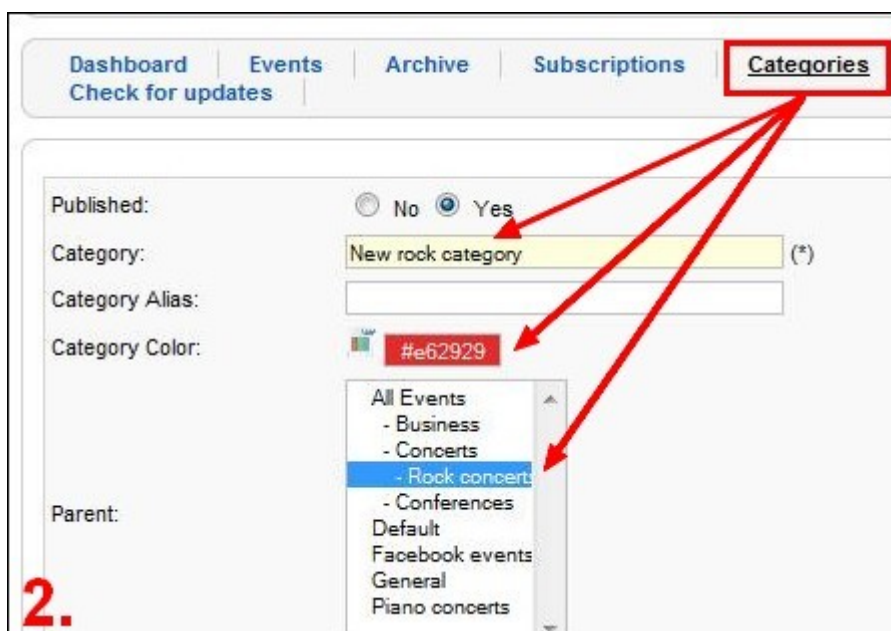 Dashboard Events Archive Subscriptions Categories
Check for updates
Published: No Yes
Category: New rock category (*)
Category Alias:
Category Color: #e62929
All Events
- Business
- Concerts
- Rock concerts
- Conferences
Parent:
Default
Facebook events
General
Piano concerts
2.